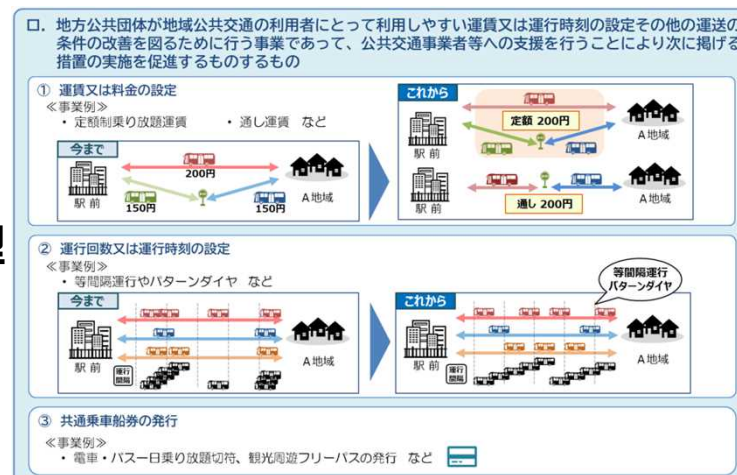 ロ．地方公共団体が地域公共交通の利用者にとって利用しやすい運賃又は運行時刻の設定その他の運送の
条件の改善を図るために行う事業であって、公共交通事業者等への支援を行うことにより次に掲げる
措置の実施を促進するものするもの
① 運賃又は料金の設定
≪事業例≫
・ 定額制乗り放題運賃 ・ 通し運賃 など
今まで
駅 前
200円
150円
150円
A地域
これから
駅 前
定額 200円
A地域
駅 前
通し 200円
② 運行回数又は運行時刻の設定
≪事業例≫
・ 等間隔運行やパターンダイヤ など
今まで
駅 前
A地域
運行
間隔
これから
等間隔運行
パターンダイヤ
駅 前
A地域
運行
間隔
③ 共通乗車船券の発行
≪事業例≫
・ 電車・バス一日乗り放題切符、観光周遊フリーパスの発行 など